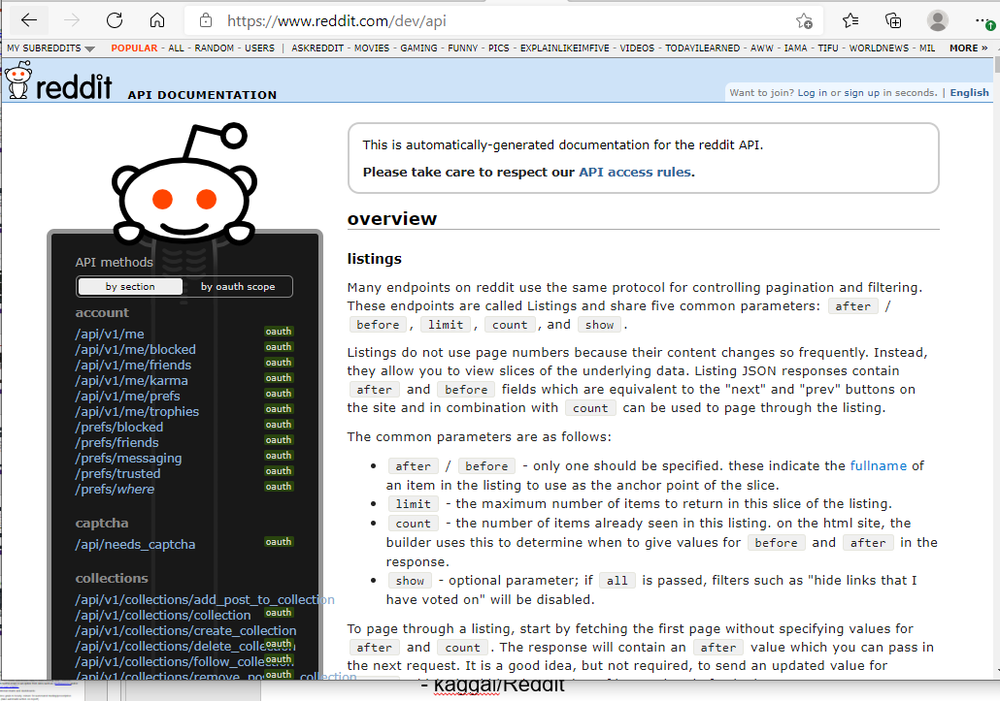 https://www.reddit.com/dev/api
MY SUBREDDITS POPULAR - ALL - RANDOM - USERS | ASKREDDIT - MOVIES - GAMING - FUNNY - PICS - EXPLAINLIKEIMFIVE - VIDEOS - TODAYILEARNED - AWW - IAMA - TIFU - WORLDNEWS - MIL MORE »
reddit API DOCUMENTATION
Want to join? Log in or sign up in seconds. | English
API methods
by section by oauth scope
account
/api/v1/me oauth
/api/v1/me/blocked oauth
/api/v1/me/friends oauth
/api/v1/me/karma oauth
/api/v1/me/prefs oauth
/api/v1/me/trophies oauth
/prefs/blocked oauth
/prefs/friends oauth
/prefs/messaging oauth
/prefs/trusted oauth
/prefs/where oauth
captcha
/api/needs_captcha oauth
collections
/api/v1/collections/add_post_to_collection
/api/v1/collections/collection oauth
/api/v1/collections/create_collection
/api/v1/collections/delete_collection oauth
/api/v1/collections/follow_collection oauth
/api/v1/collections/remove_post_ collection oauth
This is automatically-generated documentation for the reddit API.
Please take care to respect our API access rules.
overview
listings
Many endpoints on reddit use the same protocol for controlling pagination and filtering.
These endpoints are called Listings and share five common parameters: after /
before , limit , count , and show .
Listings do not use page numbers because their content changes so frequently. Instead,
they allow you to view slices of the underlying data. Listing JSON responses contain
after and before fields which are equivalent to the "next" and "prev" buttons on
the site and in combination with count can be used to page through the listing.
The common parameters are as follows:
• after / before - only one should be specified. these indicate the fullname of
an item in the listing to use as the anchor point of the slice.
• limit - the maximum number of items to return in this slice of the listing.
• count - the number of items already seen in this listing. on the html site, the
builder uses this to determine when to give values for before and after in the
response.
• show - optional parameter; if all is passed, filters such as "hide links that I
have voted on" will be disabled.
To page through a listing, start by fetching the first page without specifying values for
after and count . The response will contain an after value which you can pass in
the next request. It is a good idea, but not required, to send an updated value for
- kaggal/Reddit